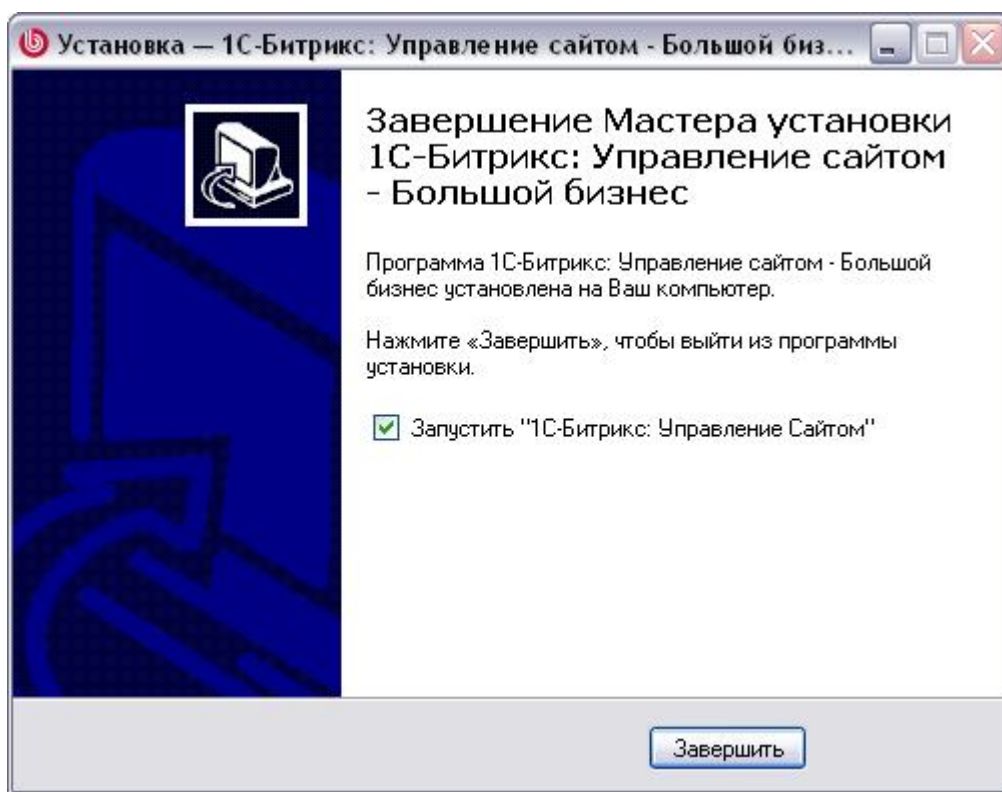 Установка — 1С-Битрикс: Управление сайтом - Большой биз...
Завершение Мастера установки
1С-Битрикс: Управление сайтом
- Большой бизнес
Программа 1С-Битрикс: Управление сайтом - Большой
бизнес установлена на Ваш компьютер.
Нажмите «Завершить», чтобы выйти из программы
установки.
Запустить "1С-Битрикс: Управление Сайтом"
Завершить